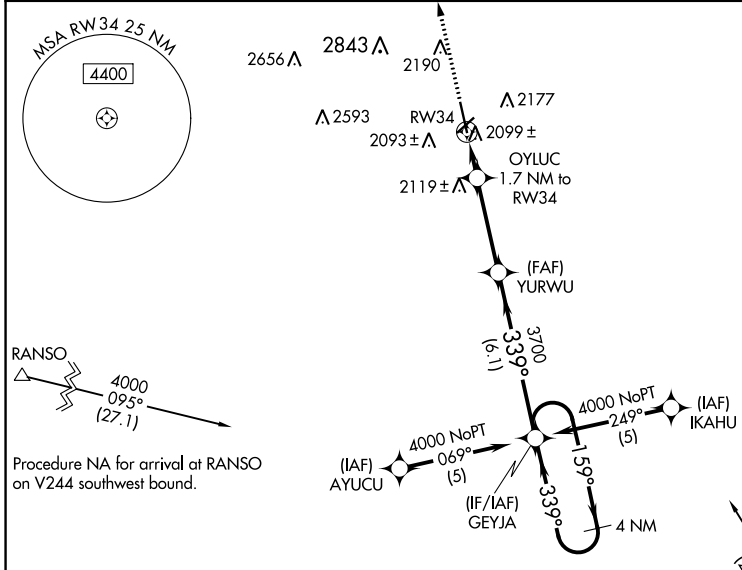 MSA RW34 25 NM
4400
2656
2843
2190
2177
2593
RW34
2093 ±
2099 ±
OYLUC
1.7 NM to
RW34
2119 ±
(FAF)
YURWU
3700
339°
(6.1)
RANSO
4000
095°
(27.1)
Procedure NA for arrival at RANSO
on V244 southwest bound.
4000 NoPT
069°
(5)
(IAF)
AYUCU
4000 NoPT
249°
(5)
(IAF)
IKAHU
(IF/IAF)
GEYJA
339°
159°
4 NM